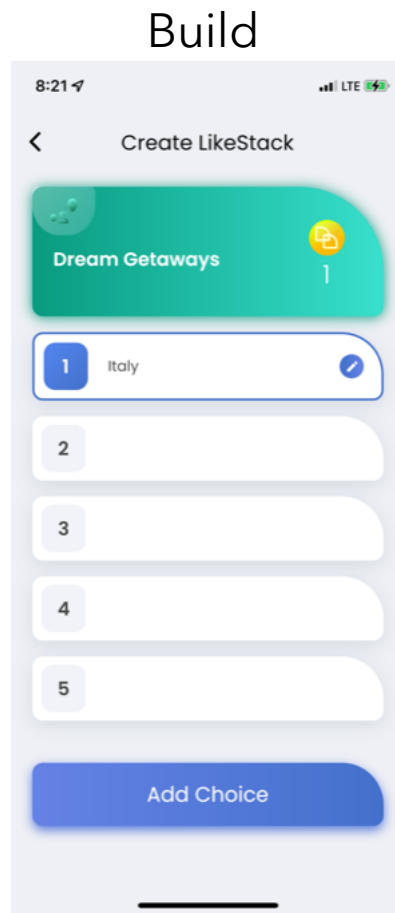 Build
8:21 LTE
Create LikeStack
Dream Getaways
1
1 Italy
2
3
4
5
Add Choice